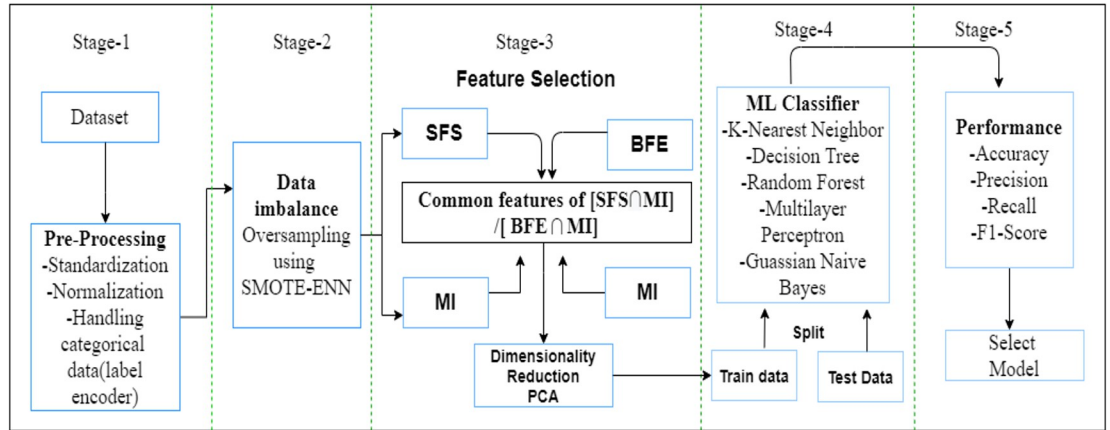 Stage-1
Dataset
Pre-Processing
-Standardization
-Normalization
-Handling
categorical
data(label
encoder)
Stage-2
Data
imbalance
Oversampling
using
SMOTE-ENN
Stage-3
Feature Selection
SFS
BFE
Common features of [SFS∩MI]
/[ BFE∩MI]
MI
MI
Dimensionality
Reduction
PCA
Stage-4
ML Classifier
-K-Nearest Neighbor
-Decision Tree
-Random Forest
-Multilayer
Perceptron
-Guassian Naive
Bayes
Split
Train data
Test Data
Stage-5
Performance
-Accuracy
-Precision
-Recall
-F1-Score
Select
Model